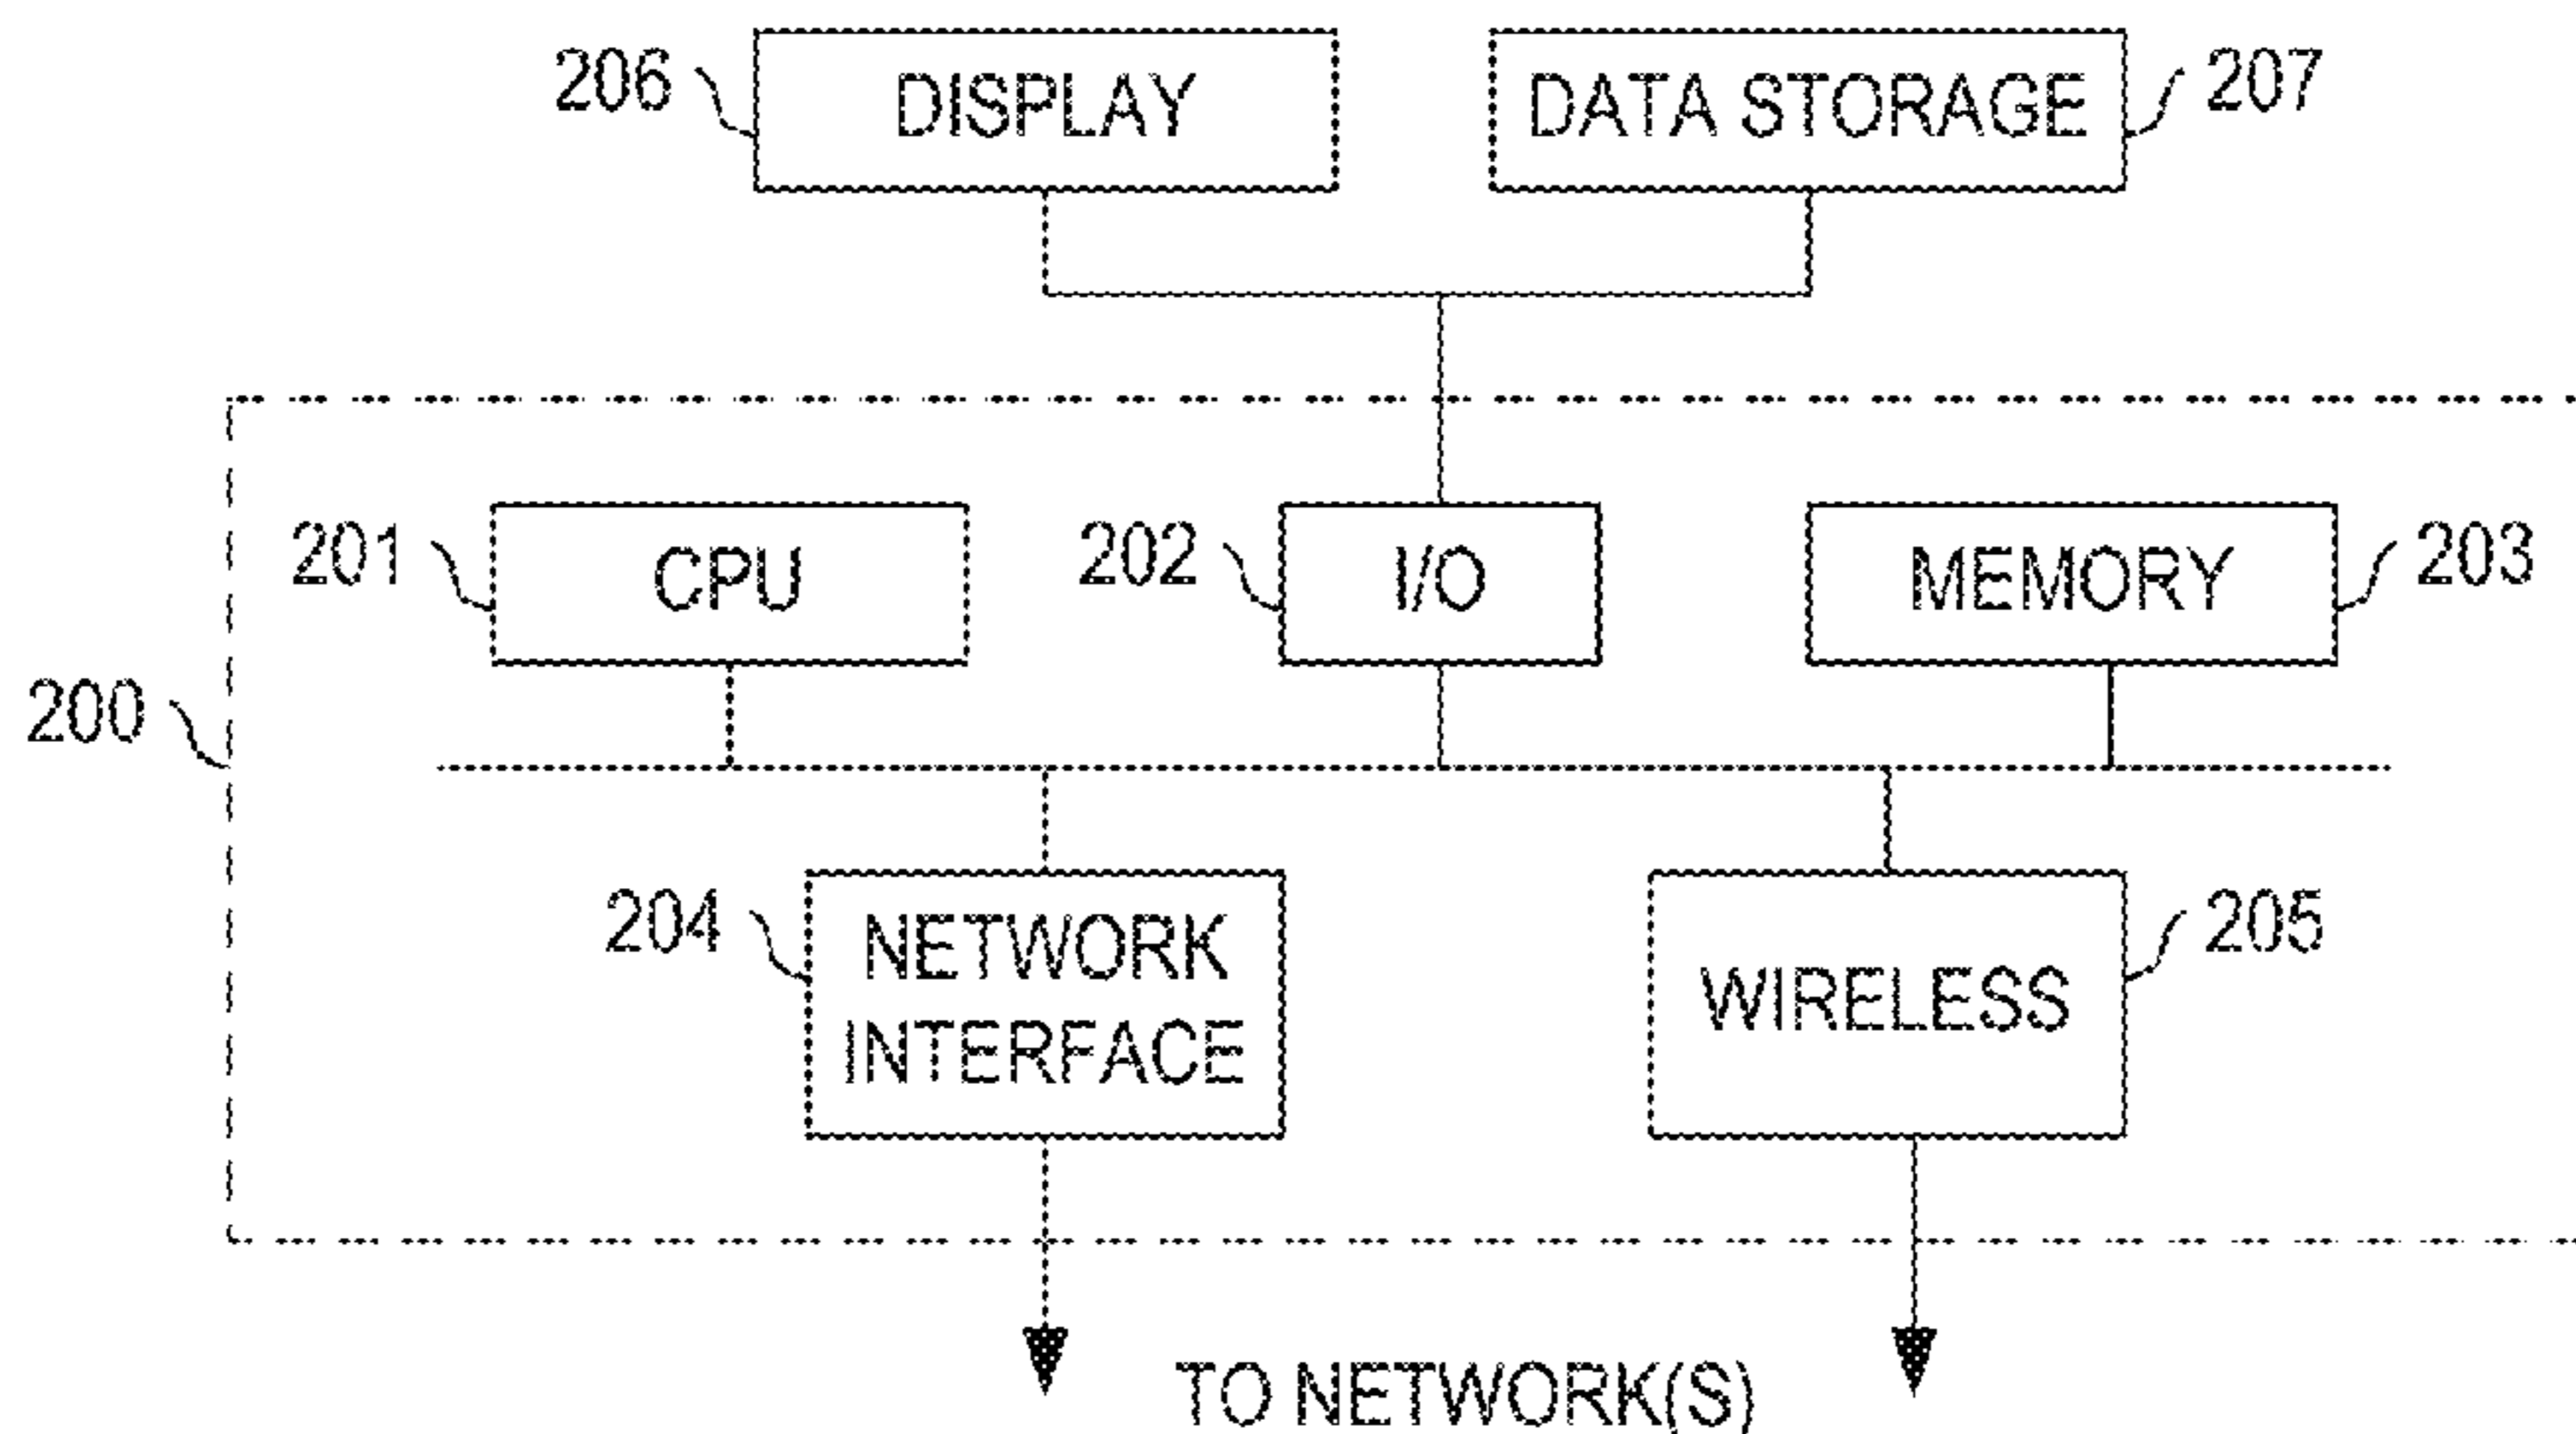 206 DISPLAY DATA STORAGE 207
201 CPU 202 I/O MEMORY 203
200
204 NETWORK INTERFACE WIRELESS 205
TO NETWORK(S)